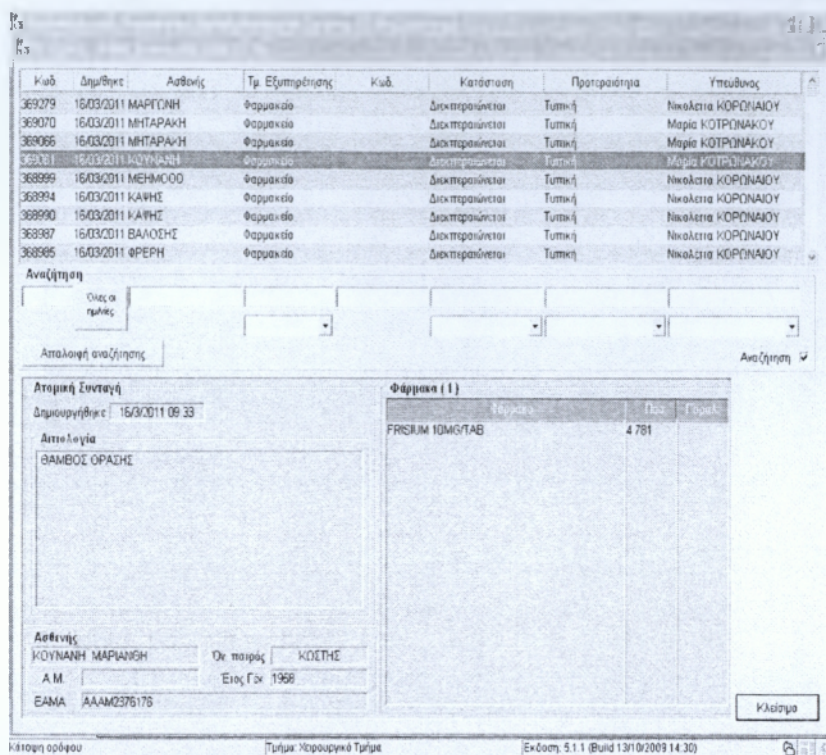 Κωδ. Δημ/θηκε Ασθενής Τμ. Εξυπηρέτησης Κωδ. Κατάσταση Προτεραιότητα Υπεύθυνος
369279 16/03/2011 ΜΑΡΓΩΝΗ Φαρμακείο Διεκπεραιώνεται Τυπική Νικολέττα ΚΟΡΩΝΑΙΟΥ
369070 16/03/2011 ΜΗΤΑΡΑΚΗ Φαρμακείο Διεκπεραιώνεται Τυπική Μαρία ΚΟΤΡΩΝΑΚΟΥ
369066 16/03/2011 ΜΗΤΑΡΑΚΗ Φαρμακείο Διεκπεραιώνεται Τυπική Μαρία ΚΟΤΡΩΝΑΚΟΥ
369061 16/03/2011 ΚΟΥΝΑΝΗ Φαρμακείο Διεκπεραιώνεται Τυπική Μαρία ΚΟΤΡΩΝΑΚΟΥ
368999 16/03/2011 ΜΕΗΜΟΟD Φαρμακείο Διεκπεραιώνεται Τυπική Νικολέττα ΚΟΡΩΝΑΙΟΥ
368994 16/03/2011 ΚΑΨΗΣ Φαρμακείο Διεκπεραιώνεται Τυπική Νικολέττα ΚΟΡΩΝΑΙΟΥ
368990 16/03/2011 ΚΑΨΗΣ Φαρμακείο Διεκπεραιώνεται Τυπική Νικολέττα ΚΟΡΩΝΑΙΟΥ
368987 16/03/2011 ΒΑΛΟΣΗΣ Φαρμακείο Διεκπεραιώνεται Τυπική Νικολέττα ΚΟΡΩΝΑΙΟΥ
368985 16/03/2011 ΦΡΕΡΗ Φαρμακείο Διεκπεραιώνεται Τυπική Νικολέττα ΚΟΡΩΝΑΙΟΥ
Αναζήτηση
Όλες οι
ημ/νίες
Απαλοιφή αναζήτησης
Αναζήτηση
Ατομική Συνταγή
Δημιουργήθηκε 16/3/2011 09:33
Αιτιολογία
ΘΑΜΒΟΣ ΟΡΑΣΗΣ
Φάρμακα ( 1 )
Φάρμακο Ποσ. Παραλ.
FRISIUM 10MG/TAB 4 781
Ασθενής
ΚΟΥΝΑΝΗ ΜΑΡΙΑΝΘΗ Όν. πατρός ΚΩΣΤΗΣ
Α.Μ. Έτος Γέν. 1958
ΕΑΜΑ ΑΑΑΜ2376176
Κλείσιμο
Κάτοψη ορόφου Τμήμα: Χειρουργικό Τμήμα Έκδοση: 5.1.1 (Build 13/10/2009 14:30)